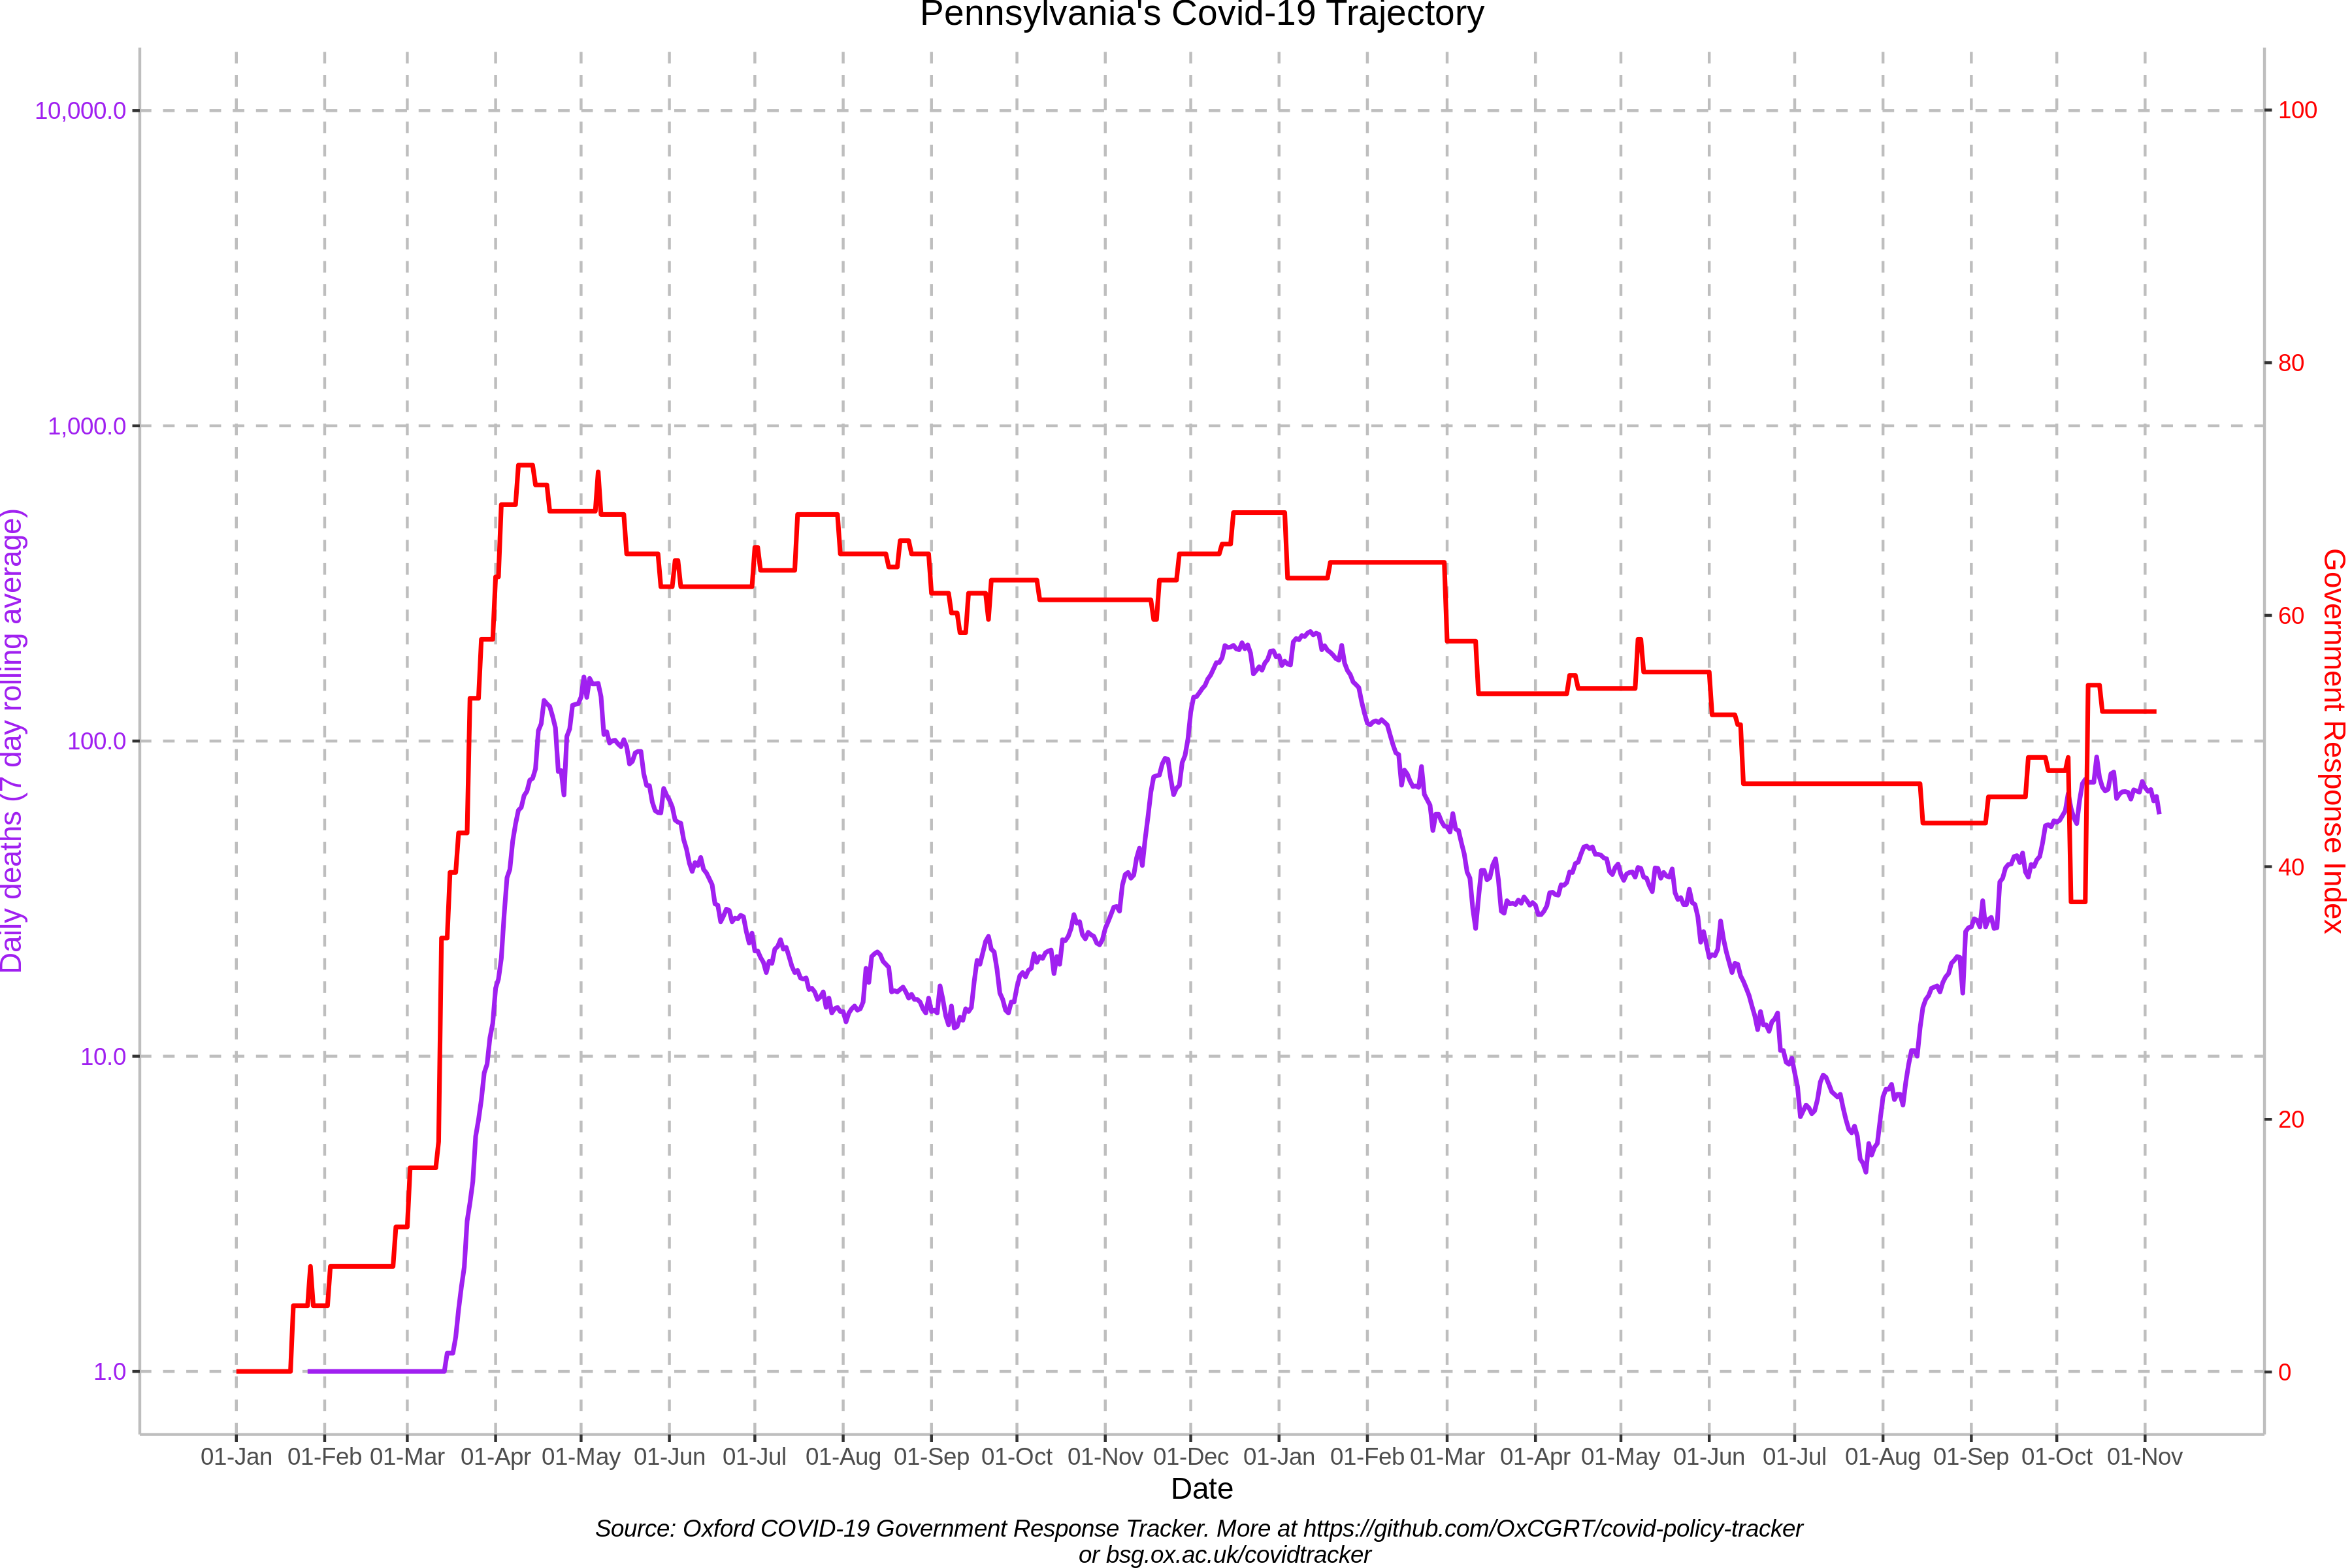 Pennsylvania's Covid-19 Trajectory
10,000.0
1,000.0
100.0
10.0
1.0
Daily deaths (7 day rolling average)
100
80
60
40
20
0
Government Response Index
01-Jan 01-Feb 01-Mar 01-Apr 01-May 01-Jun 01-Jul 01-Aug 01-Sep 01-Oct 01-Nov 01-Dec 01-Jan 01-Feb 01-Mar 01-Apr 01-May 01-Jun 01-Jul 01-Aug 01-Sep 01-Oct 01-Nov
Date
Source: Oxford COVID-19 Government Response Tracker. More at https://github.com/OxCGRT/covid-policy-tracker
or bsg.ox.ac.uk/covidtracker